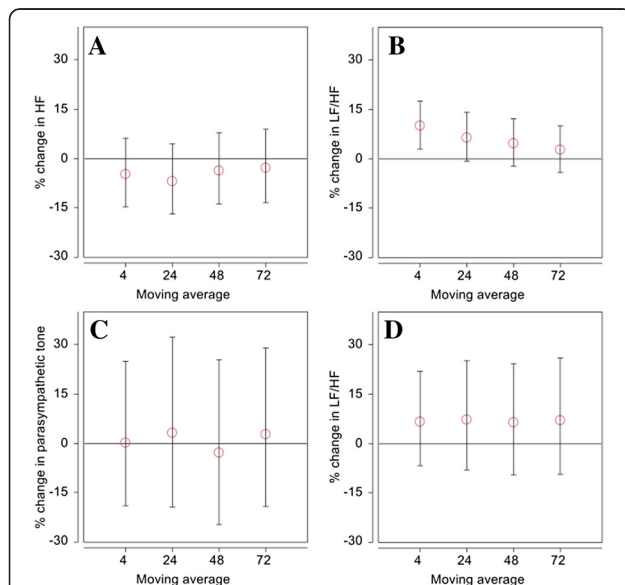 A
% change in HF
30
15
0
-15
-30
4 24 48 72
Moving average
B
% change in LF/HF
30
15
0
-15
-30
4 24 48 72
Moving average
C
% change in parasympathetic tone
30
15
0
-15
-30
4 24 48 72
Moving average
D
% change in LF/HF
30
15
0
-15
-30
4 24 48 72
Moving average